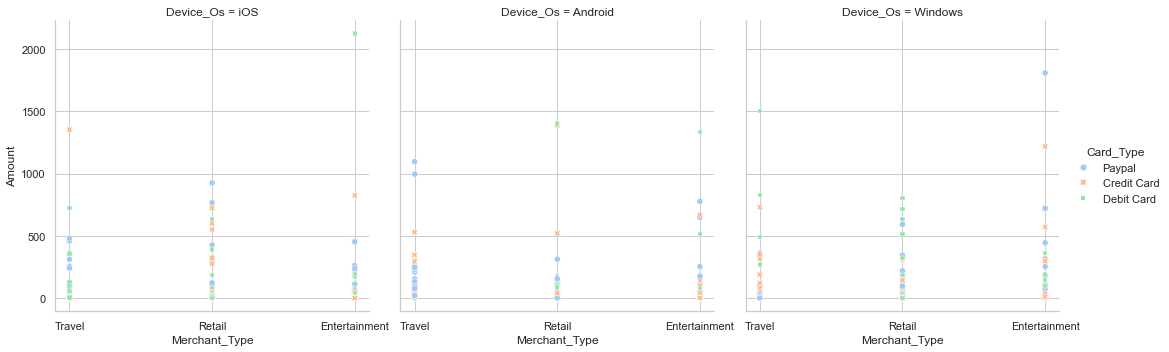 Device_Os = iOS
Device_Os = Android
Device_Os = Windows
Amount
2000
1500
1000
500
0
Travel
Retail
Entertainment
Travel
Retail
Entertainment
Travel
Retail
Entertainment
Merchant_Type
Merchant_Type
Merchant_Type
Card_Type
Paypal
Credit Card
Debit Card